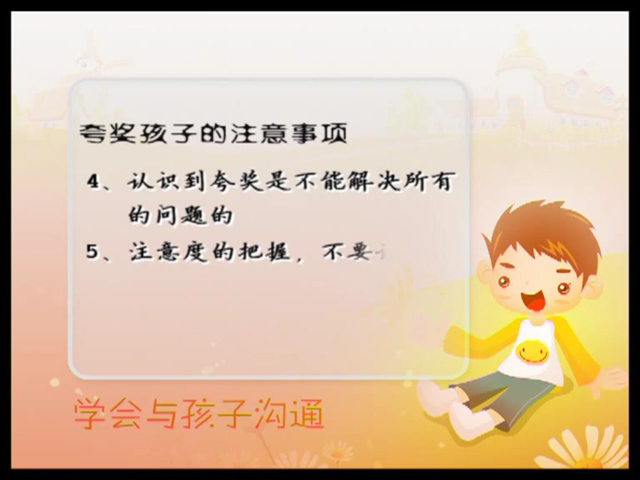 夸奖孩子的注意事项
4、认识到夸奖是不能解决所有
的问题的
5、注意度的把握，不要
学会与孩子沟通